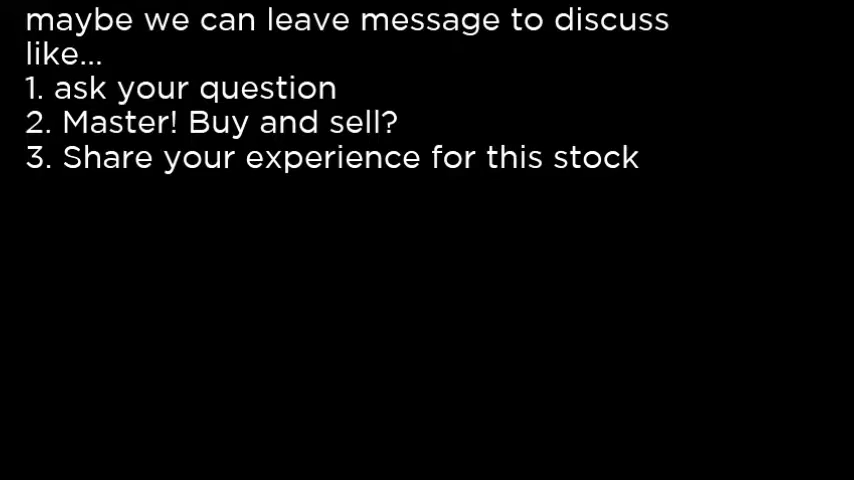 maybe we can leave message to discuss
like...
1. ask your question
2. Master! Buy and sell?
3. Share your experience for this stock